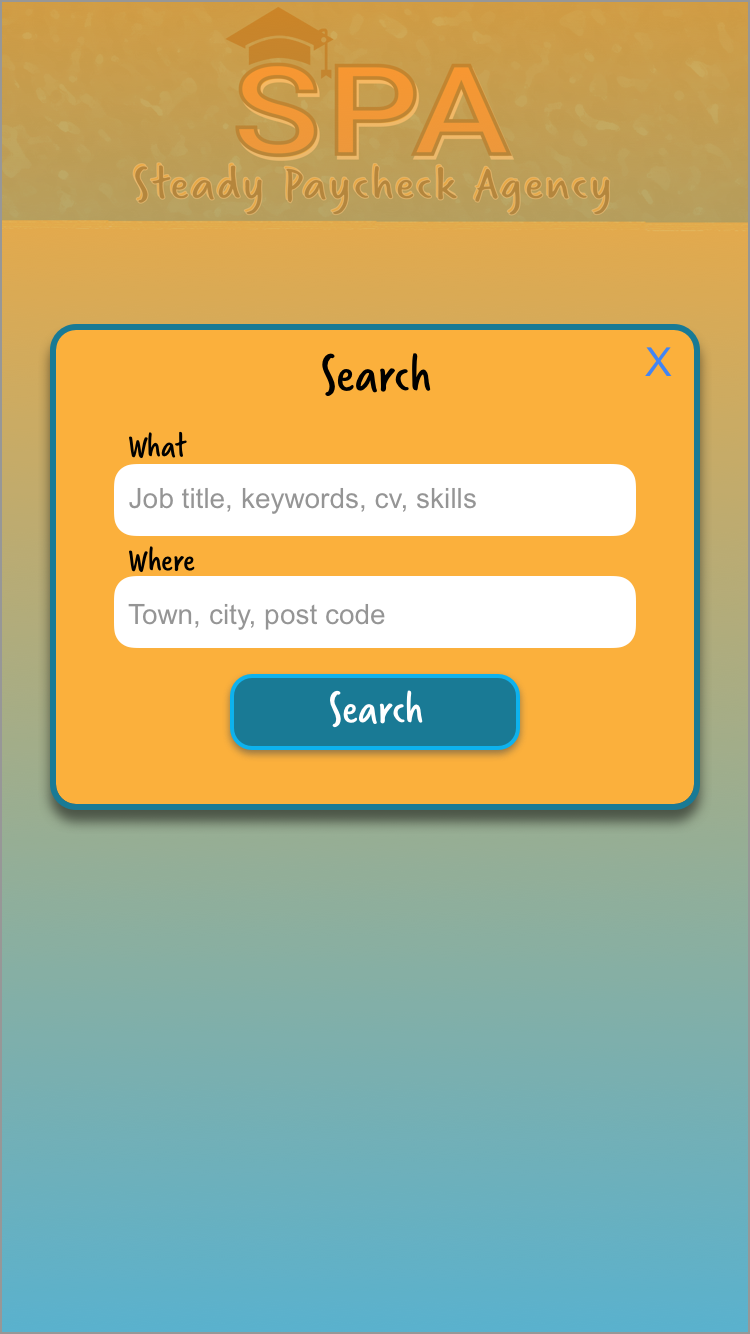 SPA
Steady Paycheck Agency
Search
X
What
Job title, keywords, cv, skills
Where
Town, city, post code
Search